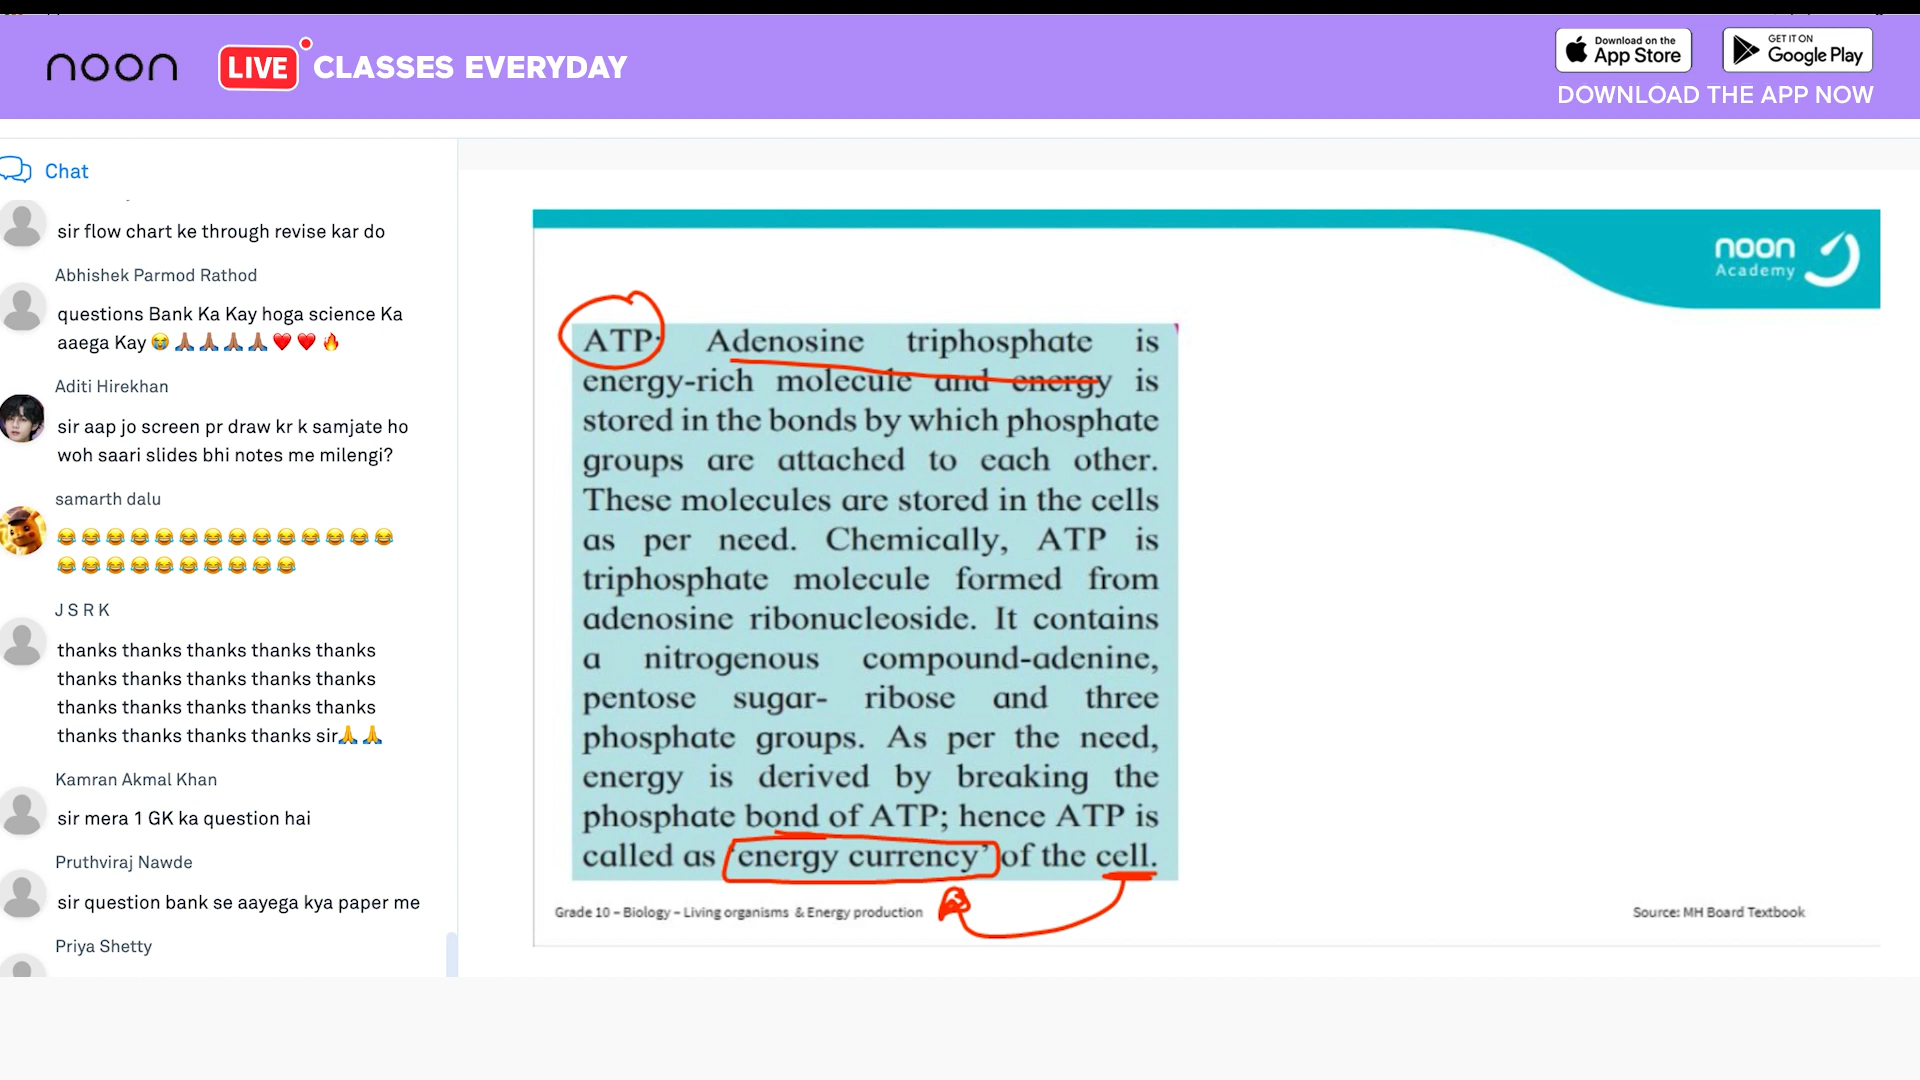 noon LIVE CLASSES EVERYDAY
Download on the App Store
GET IT ON Google Play
DOWNLOAD THE APP NOW
Chat
sir flow chart ke through revise kar do
Abhishek Parmod Rathod
questions Bank Ka Kay hoga science Ka
aaega Kay 😭🙏🏽🙏🏽🙏🏽🙏🏽❤️❤️🔥
Aditi Hirekhan
sir aap jo screen pr draw kr k samjate ho
woh saari slides bhi notes me milengi?
samarth dalu
😂😂😂😂😂😂😂😂😂😂😂😂😂😂
😂😂😂😂😂😂😂😂😂😂
J S R K
thanks thanks thanks thanks thanks
thanks thanks thanks thanks thanks
thanks thanks thanks thanks thanks
thanks thanks thanks thanks sir🙏🙏
Kamran Akmal Khan
sir mera 1 GK ka question hai
Pruthviraj Nawde
sir question bank se aayega kya paper me
Priya Shetty
noon
Academy
ATP: Adenosine triphosphate is
energy-rich molecule and energy is
stored in the bonds by which phosphate
groups are attached to each other.
These molecules are stored in the cells
as per need. Chemically, ATP is
triphosphate molecule formed from
adenosine ribonucleoside. It contains
a nitrogenous compound-adenine,
pentose sugar- ribose and three
phosphate groups. As per the need,
energy is derived by breaking the
phosphate bond of ATP; hence ATP is
called as ‘energy currency’ of the cell.
Grade 10 – Biology – Living organisms & Energy production
Source: MH Board Textbook